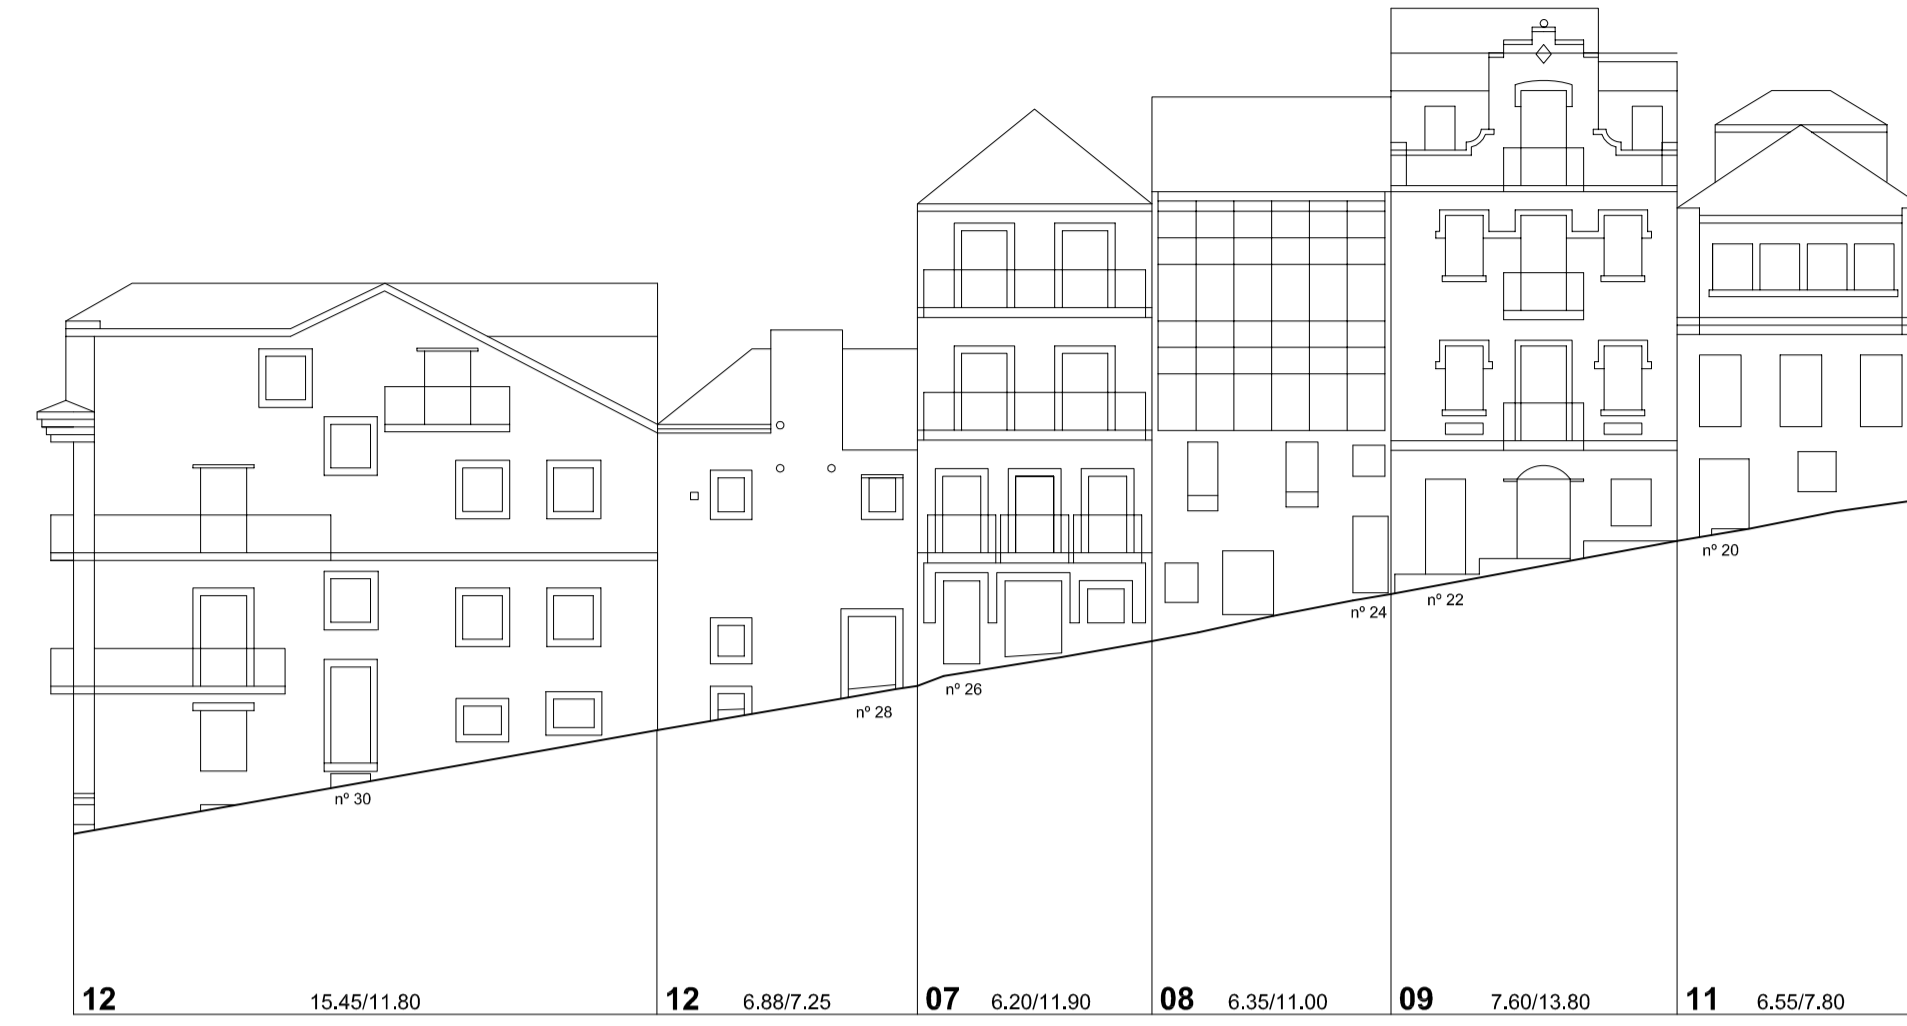 nº 30
nº 28
nº 26
nº 24
nº 22
nº 20
12 15.45/11.80
12 6.88/7.25
07 6.20/11.90
08 6.35/11.00
09 7.60/13.80
11 6.55/7.80